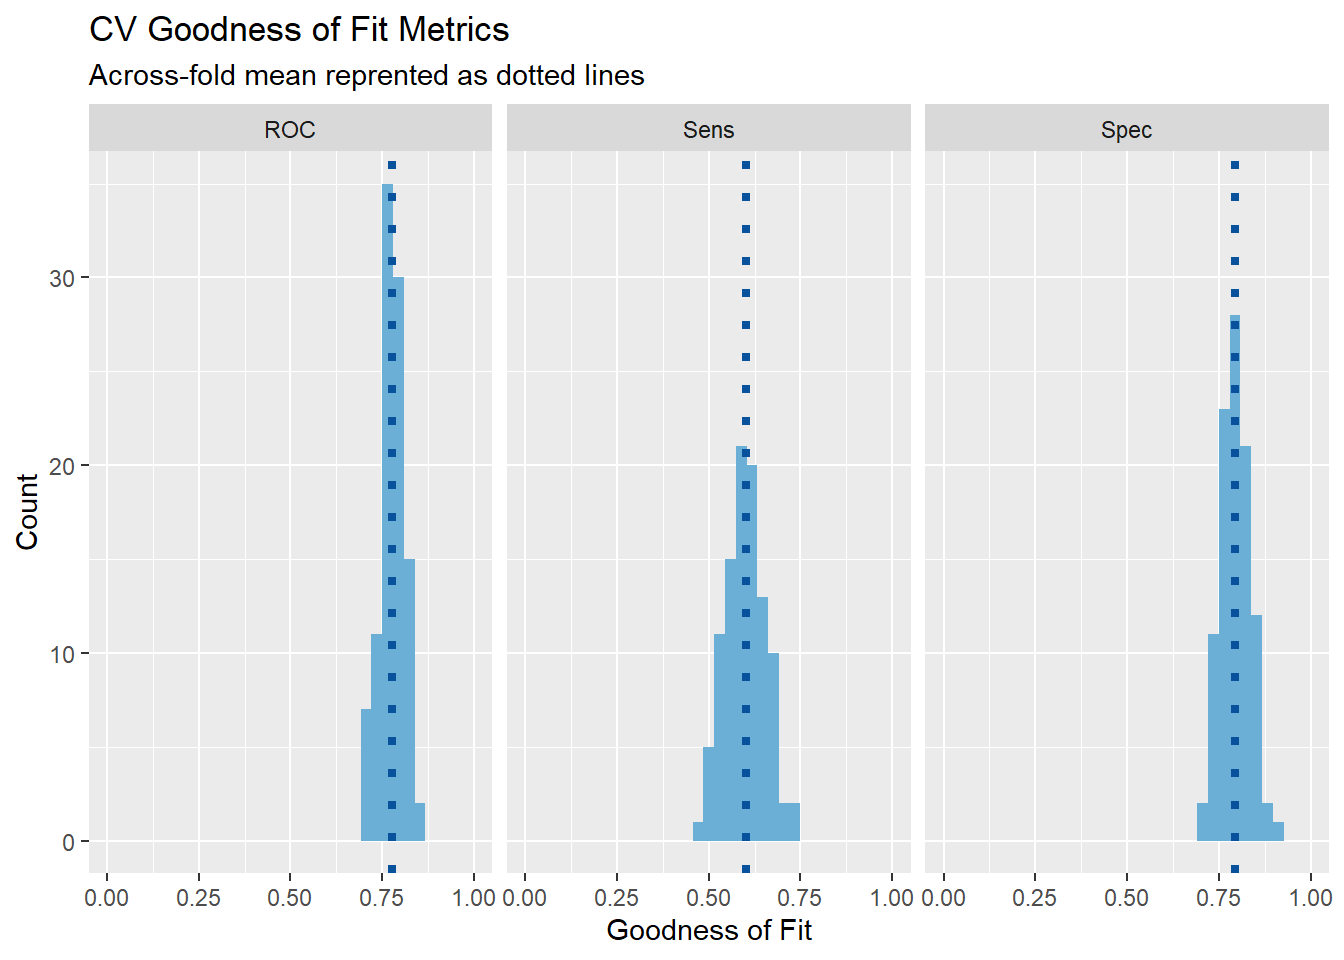 CV Goodness of Fit Metrics
Across-fold mean reprented as dotted lines
ROC
Sens
Spec
30
20
10
0
Count
0.00 0.25 0.50 0.75 1.00
0.00 0.25 0.50 0.75 1.00
0.00 0.25 0.50 0.75 1.00
Goodness of Fit